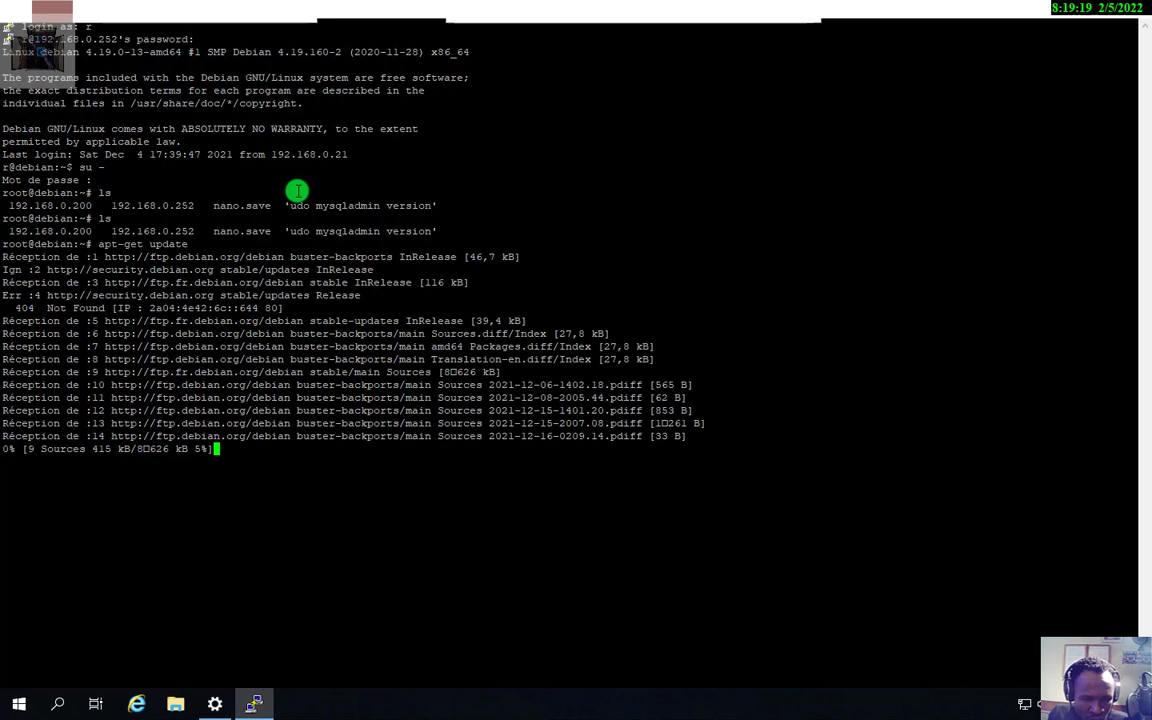 8:19:19 2/5/2022
login as: r
r@192.168.0.252's password:
Linux debian 4.19.0-13-amd64 #1 SMP Debian 4.19.160-2 (2020-11-28) x86_64
The programs included with the Debian GNU/Linux system are free software;
the exact distribution terms for each program are described in the
individual files in /usr/share/doc/*/copyright.
Debian GNU/Linux comes with ABSOLUTELY NO WARRANTY, to the extent
permitted by applicable law.
Last login: Sat Dec  4 17:39:47 2021 from 192.168.0.21
r@debian:~$ su -
Mot de passe :
root@debian:~# ls
192.168.0.200   192.168.0.252   nano.save  'udo mysqladmin version'
root@debian:~# ls
192.168.0.200   192.168.0.252   nano.save  'udo mysqladmin version'
root@debian:~# apt-get update
Réception de :1 http://ftp.debian.org/debian buster-backports InRelease [46,7 kB]
Ign :2 http://security.debian.org stable/updates InRelease
Réception de :3 http://ftp.fr.debian.org/debian stable InRelease [116 kB]
Err :4 http://security.debian.org stable/updates Release
404  Not Found [IP : 2a04:4e42:6c::644 80]
Réception de :5 http://ftp.fr.debian.org/debian stable-updates InRelease [39,4 kB]
Réception de :6 http://ftp.debian.org/debian buster-backports/main Sources.diff/Index [27,8 kB]
Réception de :7 http://ftp.debian.org/debian buster-backports/main amd64 Packages.diff/Index [27,8 kB]
Réception de :8 http://ftp.debian.org/debian buster-backports/main Translation-en.diff/Index [27,8 kB]
Réception de :9 http://ftp.fr.debian.org/debian stable/main Sources [8□626 kB]
Réception de :10 http://ftp.debian.org/debian buster-backports/main Sources 2021-12-06-1402.18.pdiff [565 B]
Réception de :11 http://ftp.debian.org/debian buster-backports/main Sources 2021-12-08-2005.44.pdiff [62 B]
Réception de :12 http://ftp.debian.org/debian buster-backports/main Sources 2021-12-15-1401.20.pdiff [853 B]
Réception de :13 http://ftp.debian.org/debian buster-backports/main Sources 2021-12-15-2007.08.pdiff [1□261 B]
Réception de :14 http://ftp.debian.org/debian buster-backports/main Sources 2021-12-16-0209.14.pdiff [33 B]
0% [9 Sources 415 kB/8□626 kB 5%]